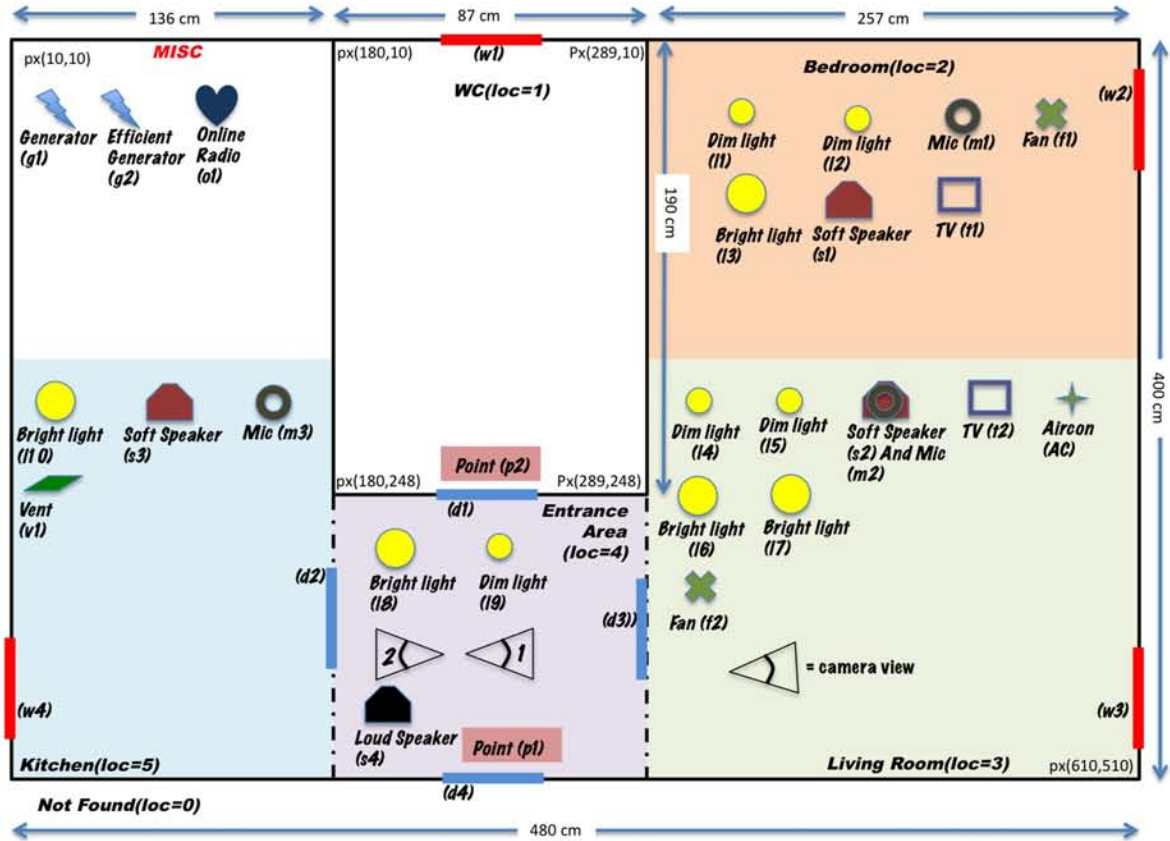 136 cm
87 cm
257 cm
px(10,10)
MISC
px(180,10)
(w1)
Px(289,10)
WC(loc=1)
Bedroom(loc=2)
(w2)
Generator
(g1)
Efficient
Generator
(g2)
Online
Radio
(o1)
Dim light
(l1)
Dim light
(l2)
Mic (m1)
Fan (f1)
190 cm
Bright light
(l3)
Soft Speaker
(s1)
TV (t1)
400 cm
Bright light
(l1 0)
Soft Speaker
(s3)
Mic (m3)
Vent
(v1)
Dim light
(l4)
Dim light
(l5)
Soft Speaker
(s2) And Mic
(m2)
TV (t2)
Aircon
(AC)
Point (p2)
px(180,248)
Px(289,248)
(d1)
Entrance
Area
(loc=4)
Bright light
(l6)
Bright light
(l7)
(d2)
Bright light
(l8)
Dim light
(l9)
(d3))
Fan (f2)
2
1
= camera view
(w4)
Loud Speaker
(s4)
Point (p1)
(w3)
Kitchen(loc=5)
(d4)
Living Room(loc=3)
px(610,510)
Not Found(loc=0)
480 cm